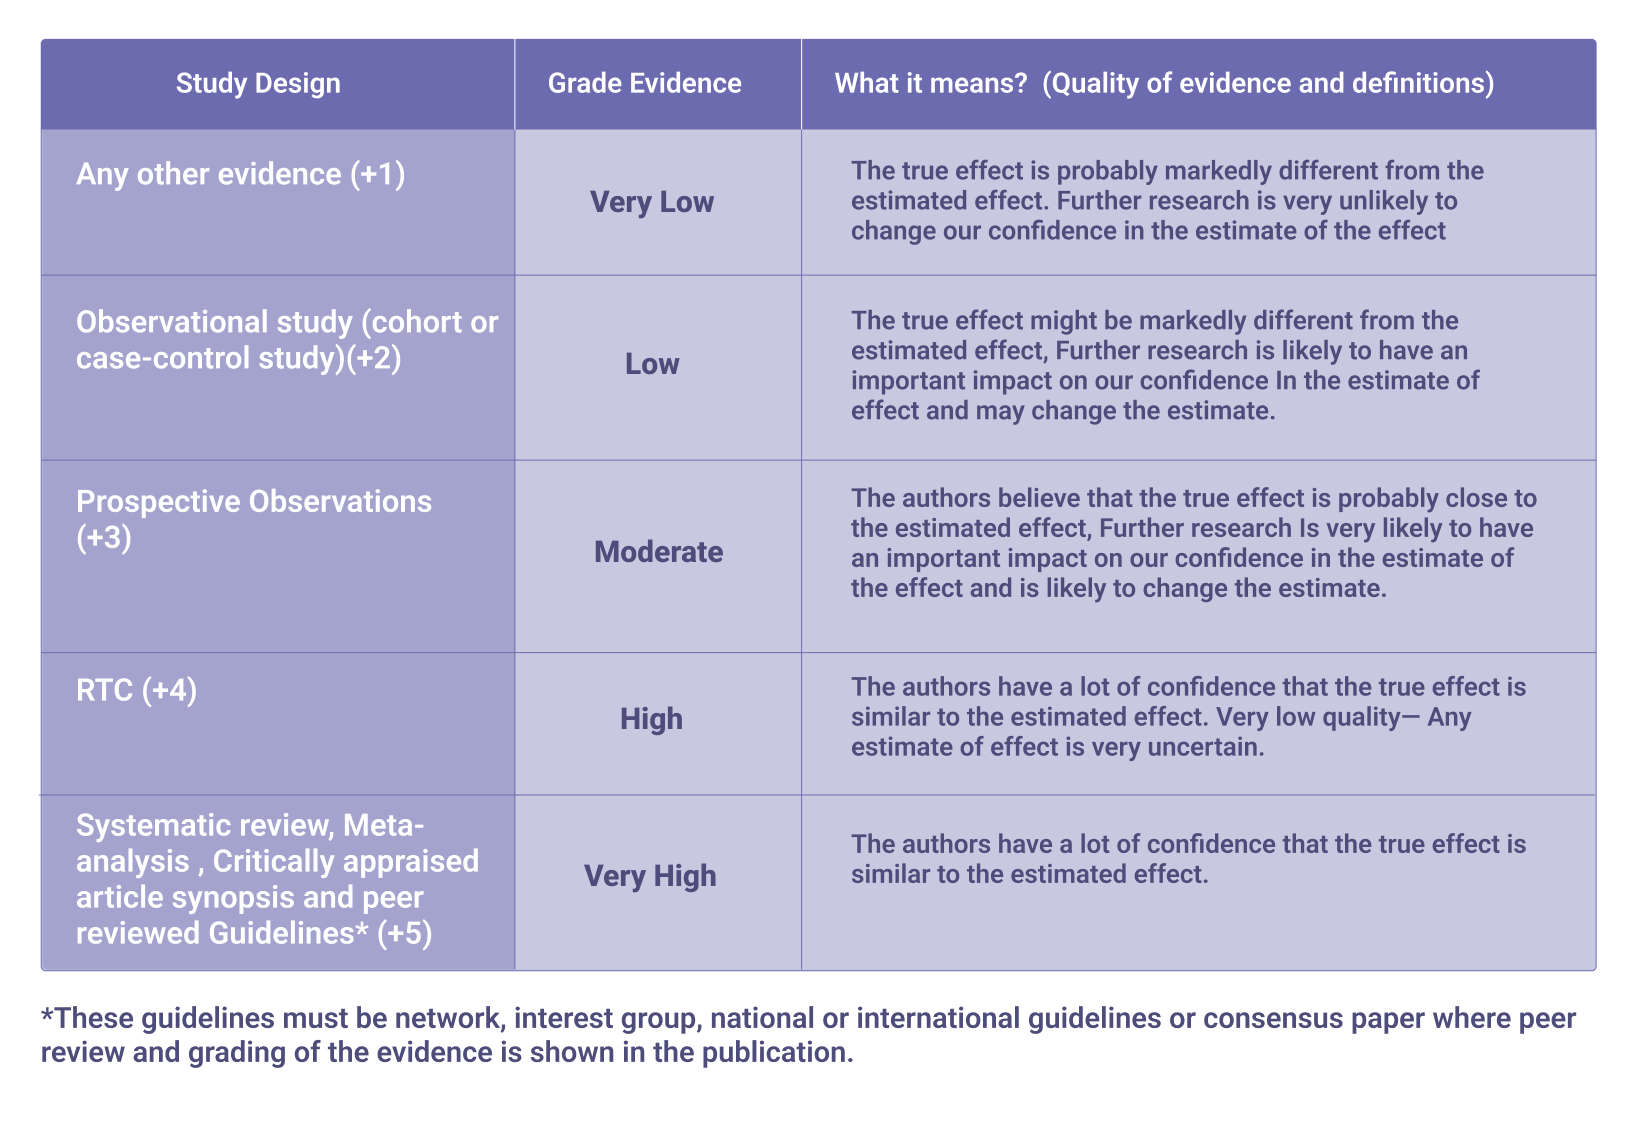 Study Design
Grade Evidence
What it means?  (Quality of evidence and definitions)
Any other evidence (+1)
Very Low
The true effect is probably markedly different from the
estimated effect. Further research is very unlikely to
change our confidence in the estimate of the effect
Observational study (cohort or
case-control study)(+2)
Low
The true effect might be markedly different from the
estimated effect, Further research is likely to have an
important impact on our confidence In the estimate of
effect and may change the estimate.
Prospective Observations
(+3)
Moderate
The authors believe that the true effect is probably close to
the estimated effect, Further research Is very likely to have
an important impact on our confidence in the estimate of
the effect and is likely to change the estimate.
RTC (+4)
High
The authors have a lot of confidence that the true effect is
similar to the estimated effect. Very low quality— Any
estimate of effect is very uncertain.
Systematic review, Meta-
analysis , Critically appraised
article synopsis and peer
reviewed Guidelines* (+5)
Very High
The authors have a lot of confidence that the true effect is
similar to the estimated effect.
*These guidelines must be network, interest group, national or international guidelines or consensus paper where peer
review and grading of the evidence is shown in the publication.